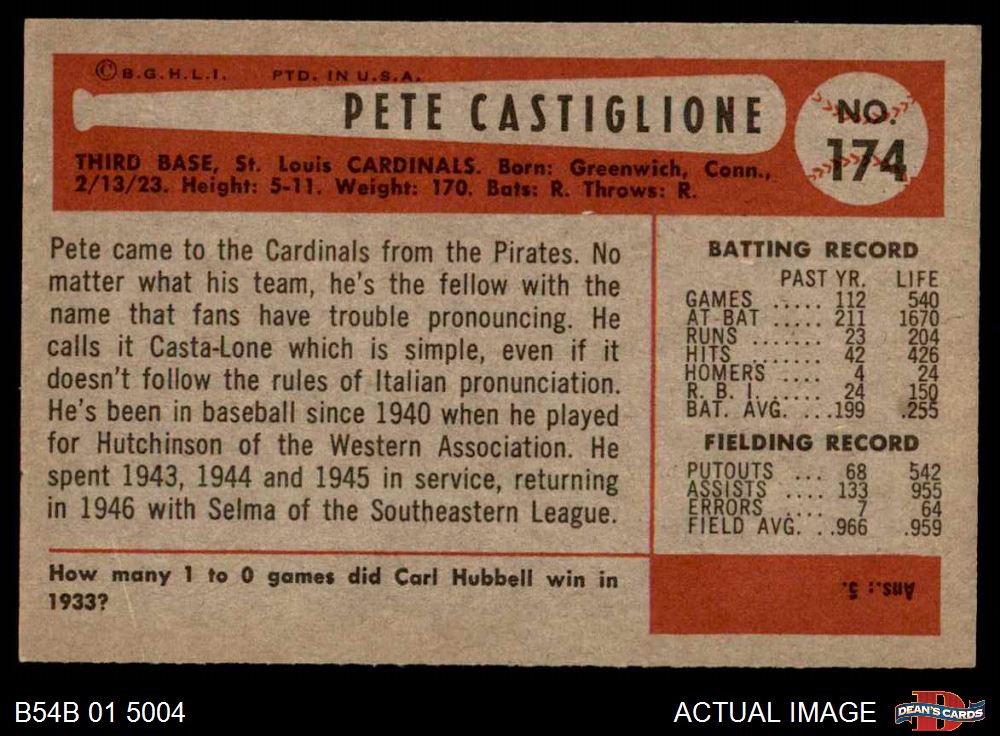 © B.G.H.L.I. PTD. IN U.S.A.
PETE CASTIGLIONE
NO.
174
THIRD BASE, St. Louis CARDINALS. Born: Greenwich, Conn.,
2/13/23. Height: 5-11. Weight: 170. Bats: R. Throws: R.
Pete came to the Cardinals from the Pirates. No
matter what his team, he's the fellow with the
name that fans have trouble pronouncing. He
calls it Casta-Lone which is simple, even if it
doesn't follow the rules of Italian pronunciation.
He's been in baseball since 1940 when he played
for Hutchinson of the Western Association. He
spent 1943, 1944 and 1945 in service, returning
in 1946 with Selma of the Southeastern League.
BATTING RECORD
PAST YR. LIFE
GAMES ..... 112 540
AT-BAT ..... 211 1670
RUNS ....... 23 204
HITS ....... 42 426
HOMERS .... 4 24
R. B. I. .... 24 150
BAT. AVG. ...199 .255
FIELDING RECORD
PUTOUTS ... 68 542
ASSISTS .... 133 955
ERRORS .... 7 64
FIELD AVG. ..966 .959
How many 1 to 0 games did Carl Hubbell win in
1933?
Ans.: 5.
B54B 01 5004
ACTUAL IMAGE
DEAN'S CARDS